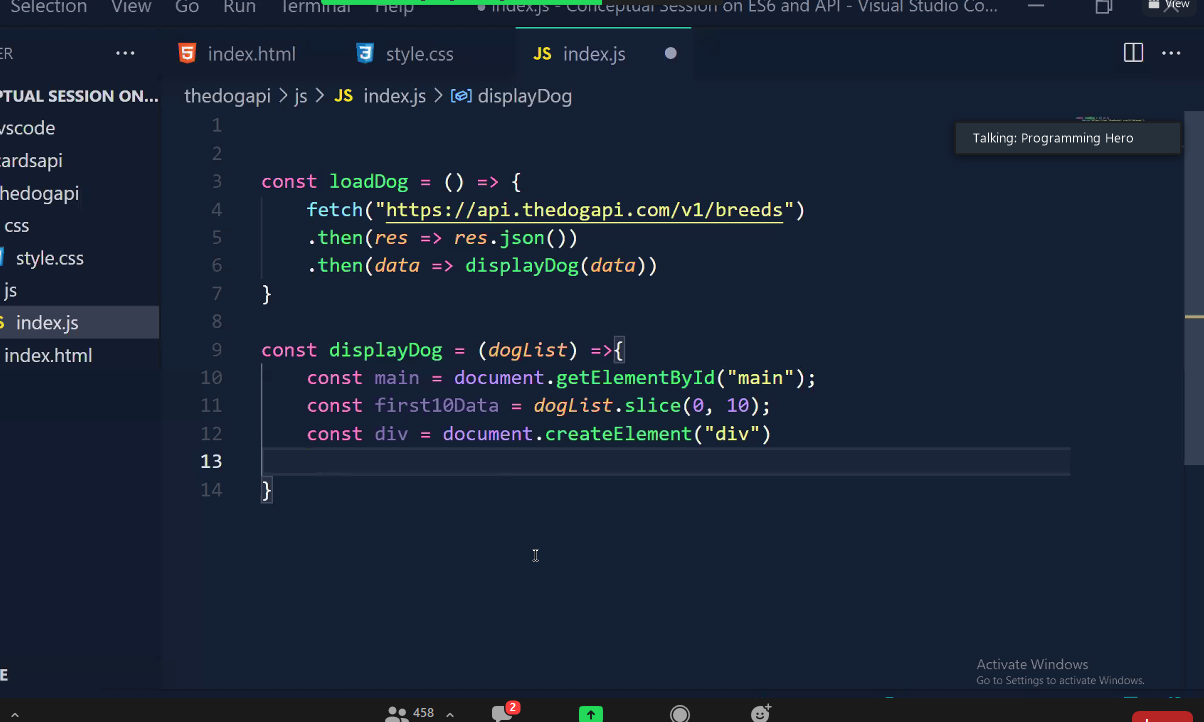 Selection View Go Run Terminal Help index.js - Conceptual Session on ES6 and API - Visual Studio Co...
View
ER ... index.html style.css JS index.js ...
PTUAL SESSION ON...
thedogapi > js > JS index.js > displayDog
Talking: Programming Hero
vscode
cardsapi
thedogapi
css
style.css
js
index.js
index.html
1
2
3 const loadDog = () => {
4 fetch("https://api.thedogapi.com/v1/breeds")
5 .then(res => res.json())
6 .then(data => displayDog(data))
7 }
8
9 const displayDog = (dogList) =>{
10 const main = document.getElementById("main");
11 const first10Data = dogList.slice(0, 10);
12 const div = document.createElement("div")
13
14 }
E
Activate Windows
Go to Settings to activate Windows.
458
2